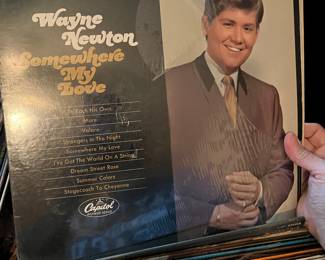 Wayne
Newton
Somewhere
My
Love
To Each His Own
More
Volare
Strangers In The Night
Somewhere My Love
I've Got The World On A String
Dream Street Rose
Summer Colors
Stagecoach To Cheyenne
Capitol